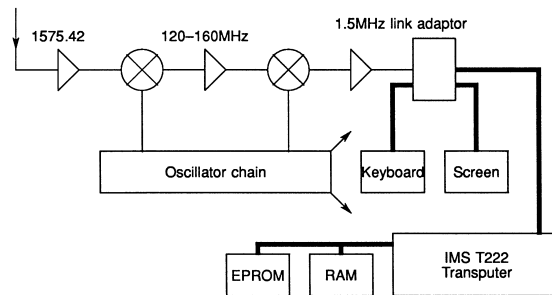 1575.42
120–160MHz
1.5MHz link adaptor
Oscillator chain
Keyboard
Screen
IMS T222
Transputer
EPROM
RAM